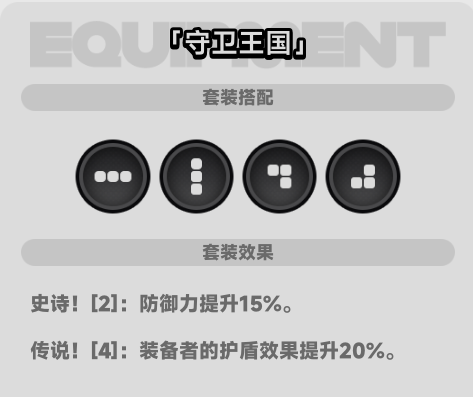 EQUIPMENT
「守卫王国」
套装搭配
套装效果
史诗！[2]：防御力提升15%。
传说！[4]：装备者的护盾效果提升20%。